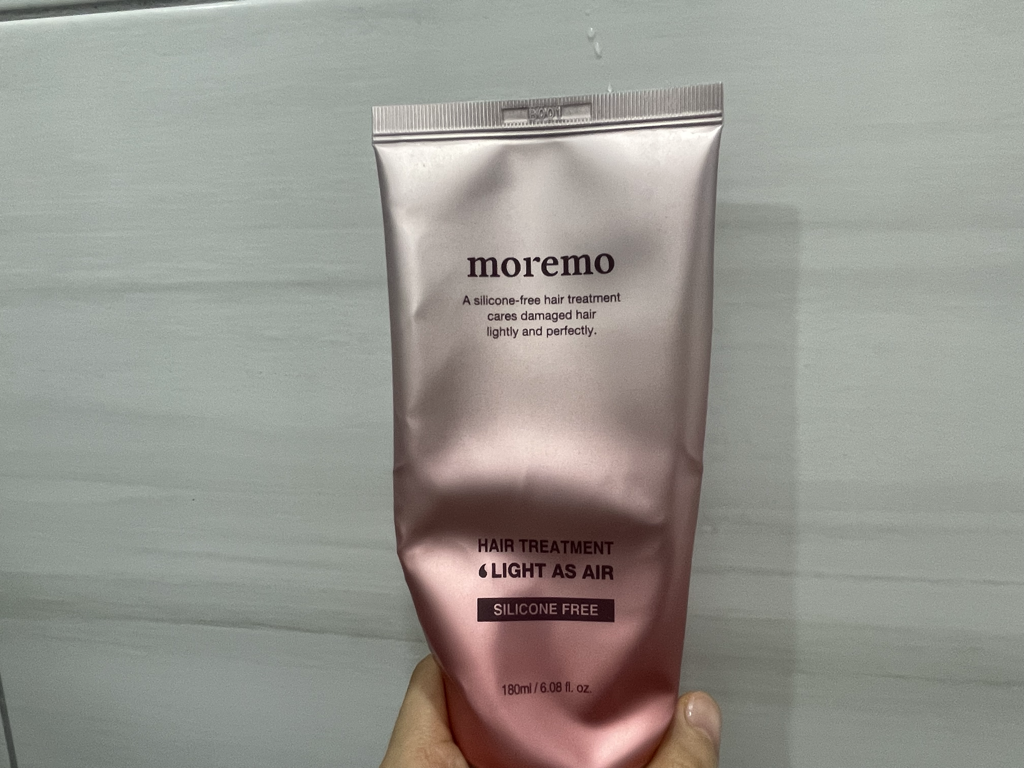 moremo
A silicone-free hair treatment
cares damaged hair
lightly and perfectly.
HAIR TREATMENT
LIGHT AS AIR
SILICONE FREE
180ml / 6.08 fl. oz.